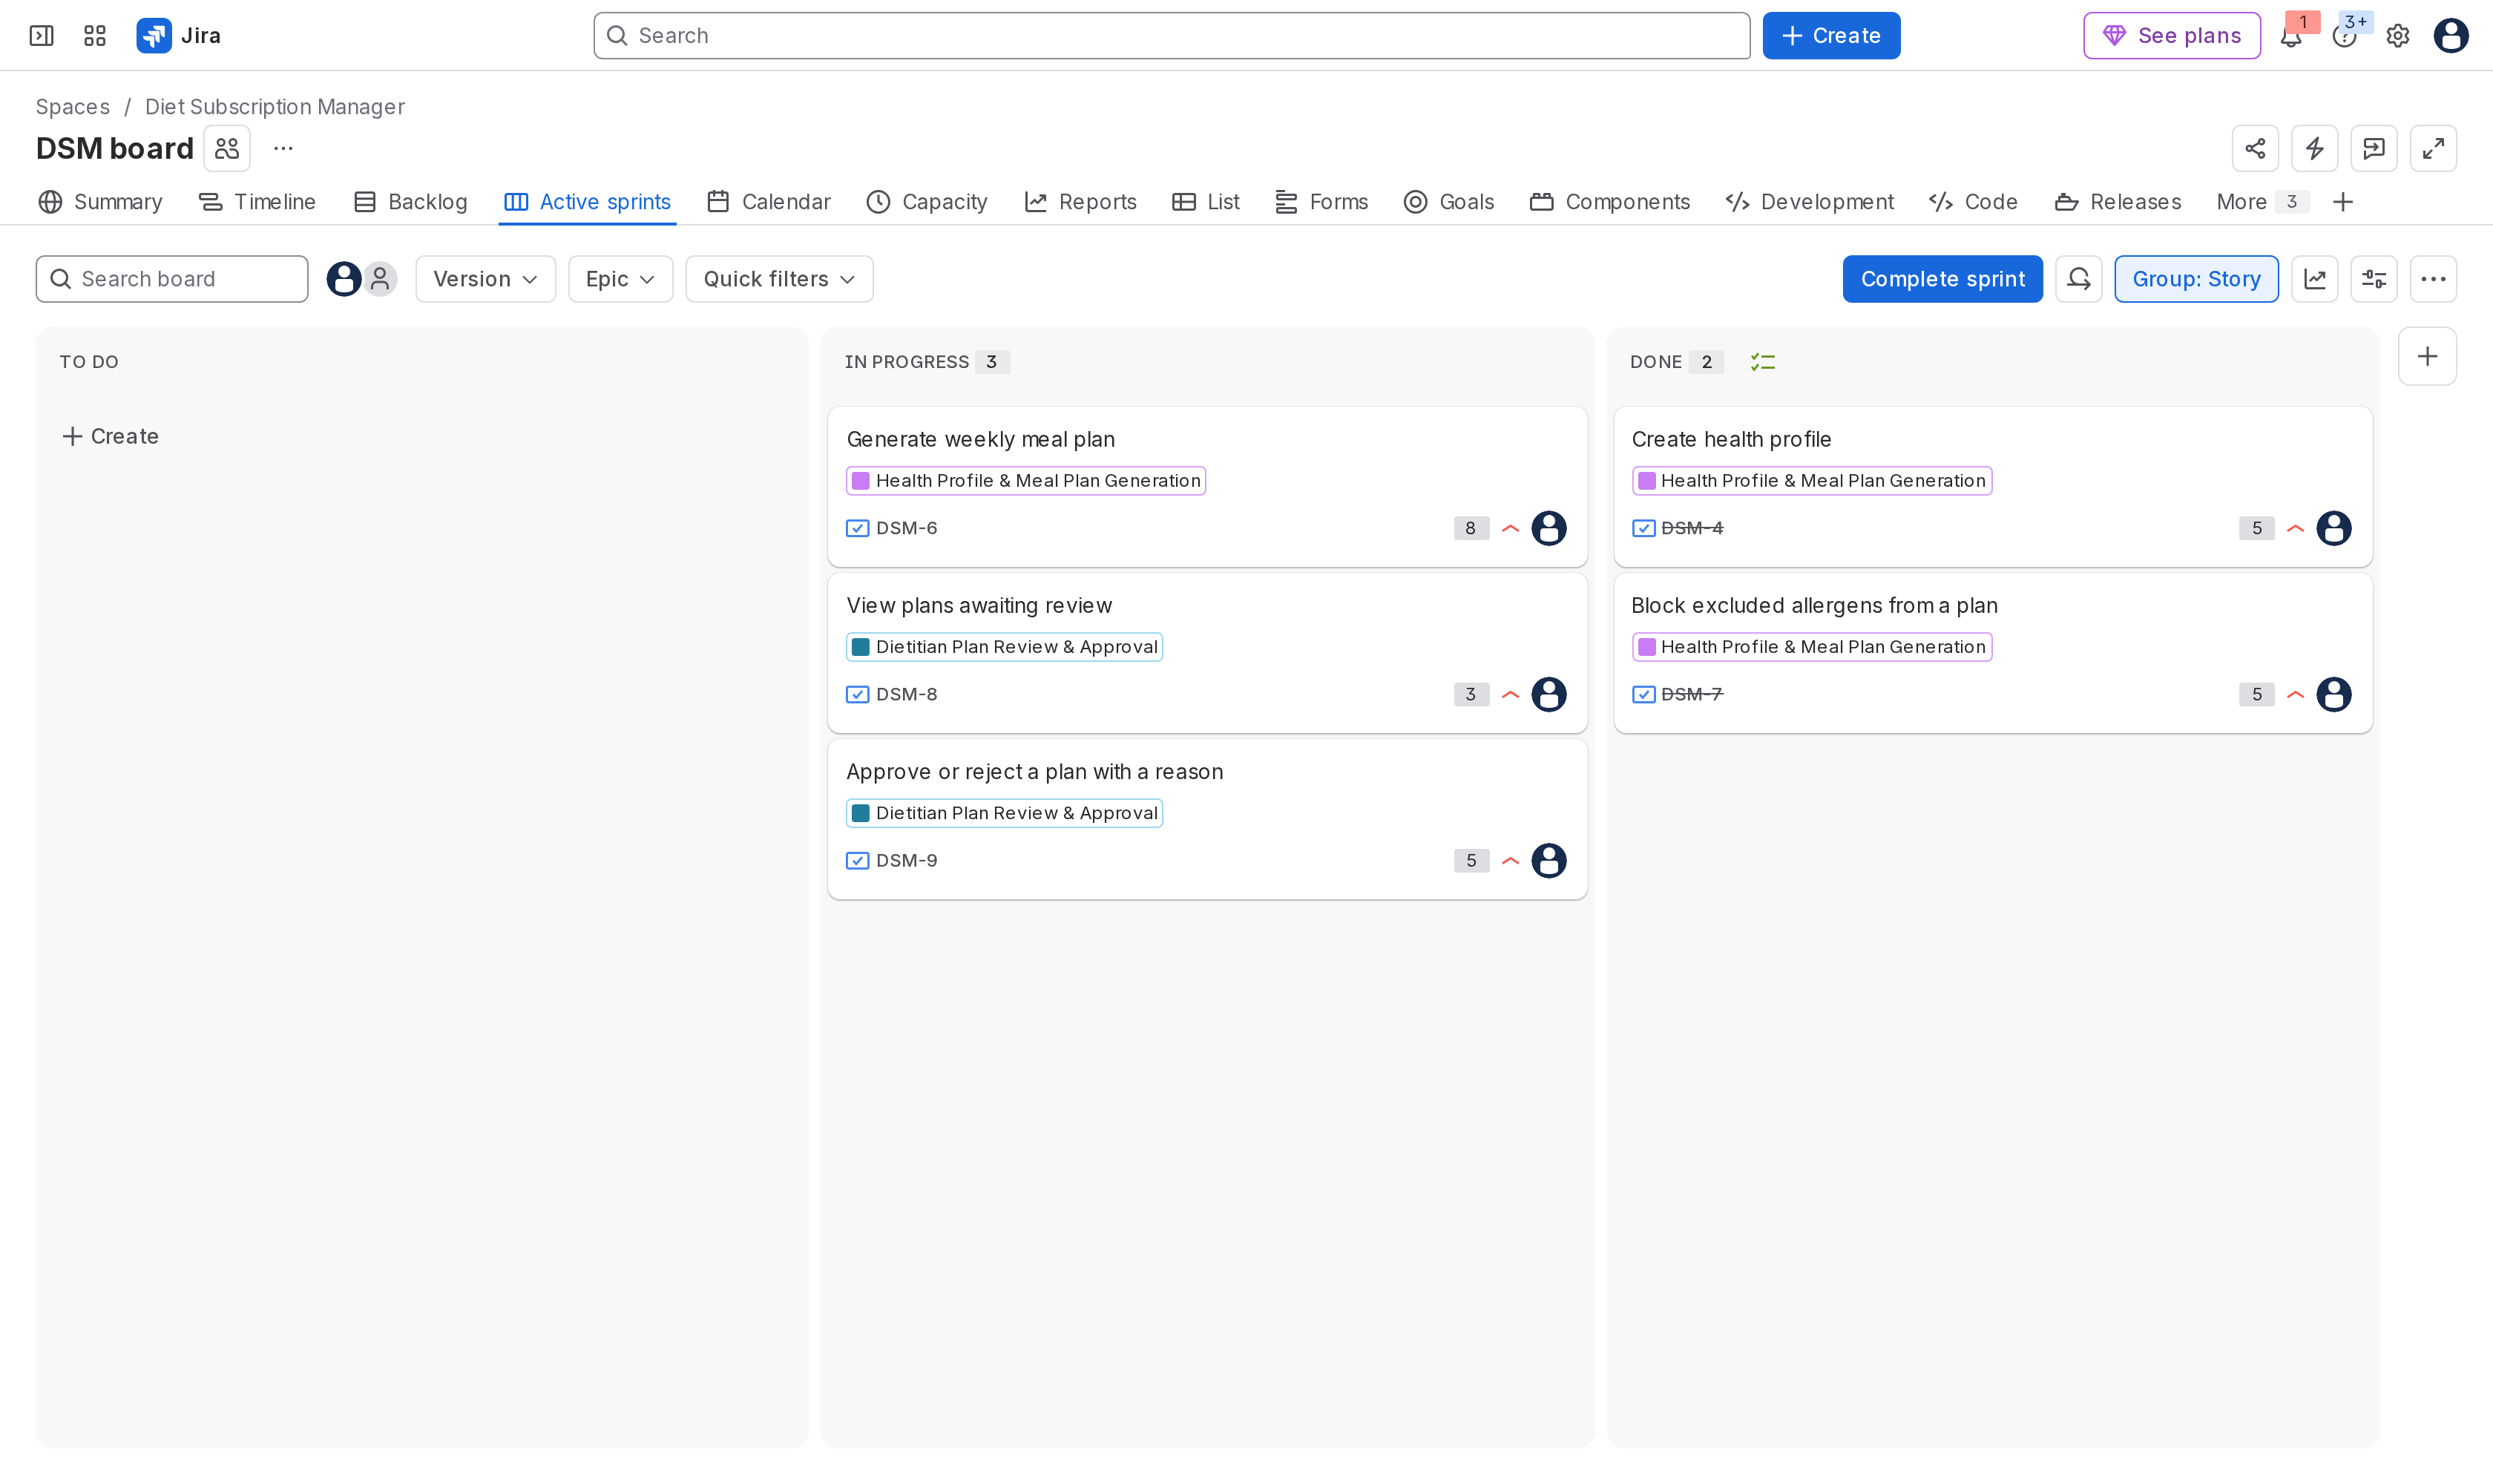 Jira
Search
Create
See plans
1
3+
Spaces / Diet Subscription Manager
DSM board
Summary
Timeline
Backlog
Active sprints
Calendar
Capacity
Reports
List
Forms
Goals
Components
Development
Code
Releases
More 3
Search board
Version
Epic
Quick filters
Complete sprint
Group: Story
TO DO
Create
IN PROGRESS 3
Generate weekly meal plan
Health Profile & Meal Plan Generation
DSM-6
8
View plans awaiting review
Dietitian Plan Review & Approval
DSM-8
3
Approve or reject a plan with a reason
Dietitian Plan Review & Approval
DSM-9
5
DONE 2
Create health profile
Health Profile & Meal Plan Generation
DSM-4
5
Block excluded allergens from a plan
Health Profile & Meal Plan Generation
DSM-7
5